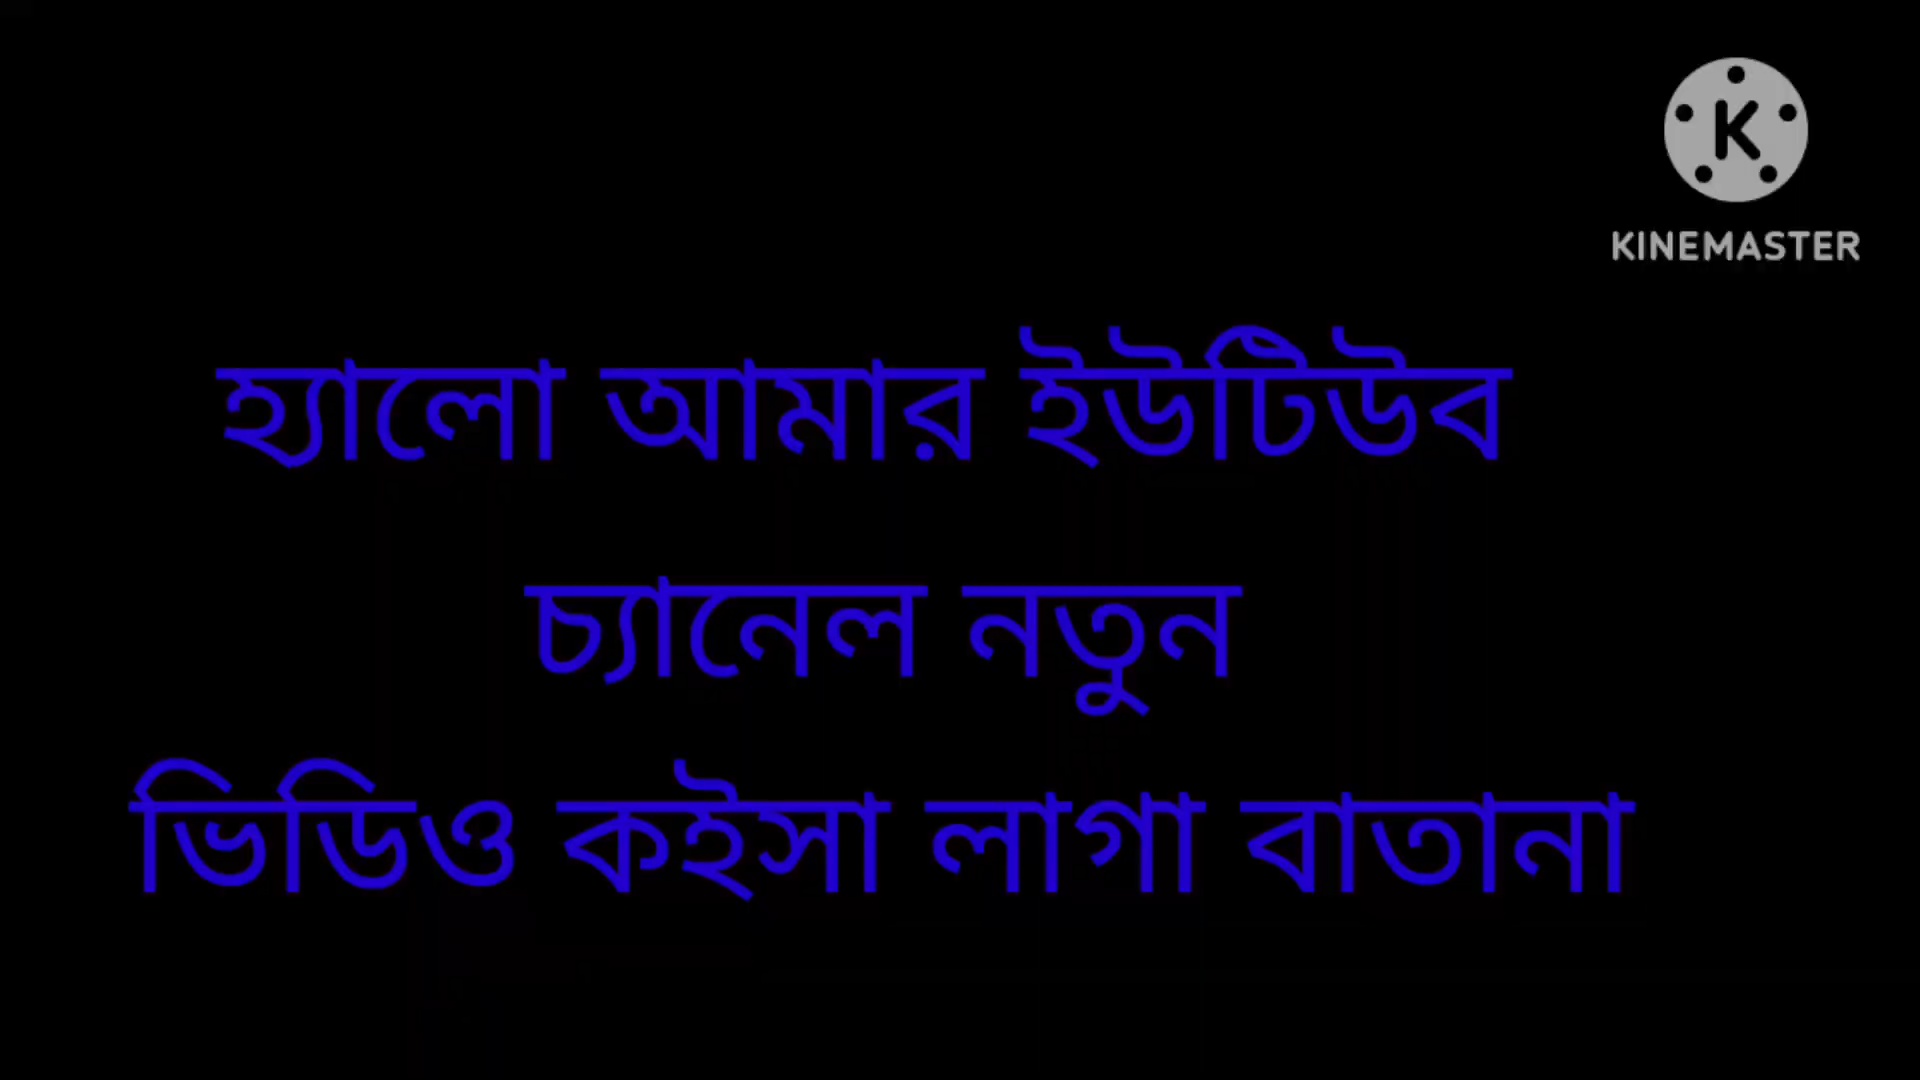 KINEMASTER
হ্যালো আমার ইউটিউব
চ্যানেল নতুন
ভিডিও কইসা লাগা বাতানা